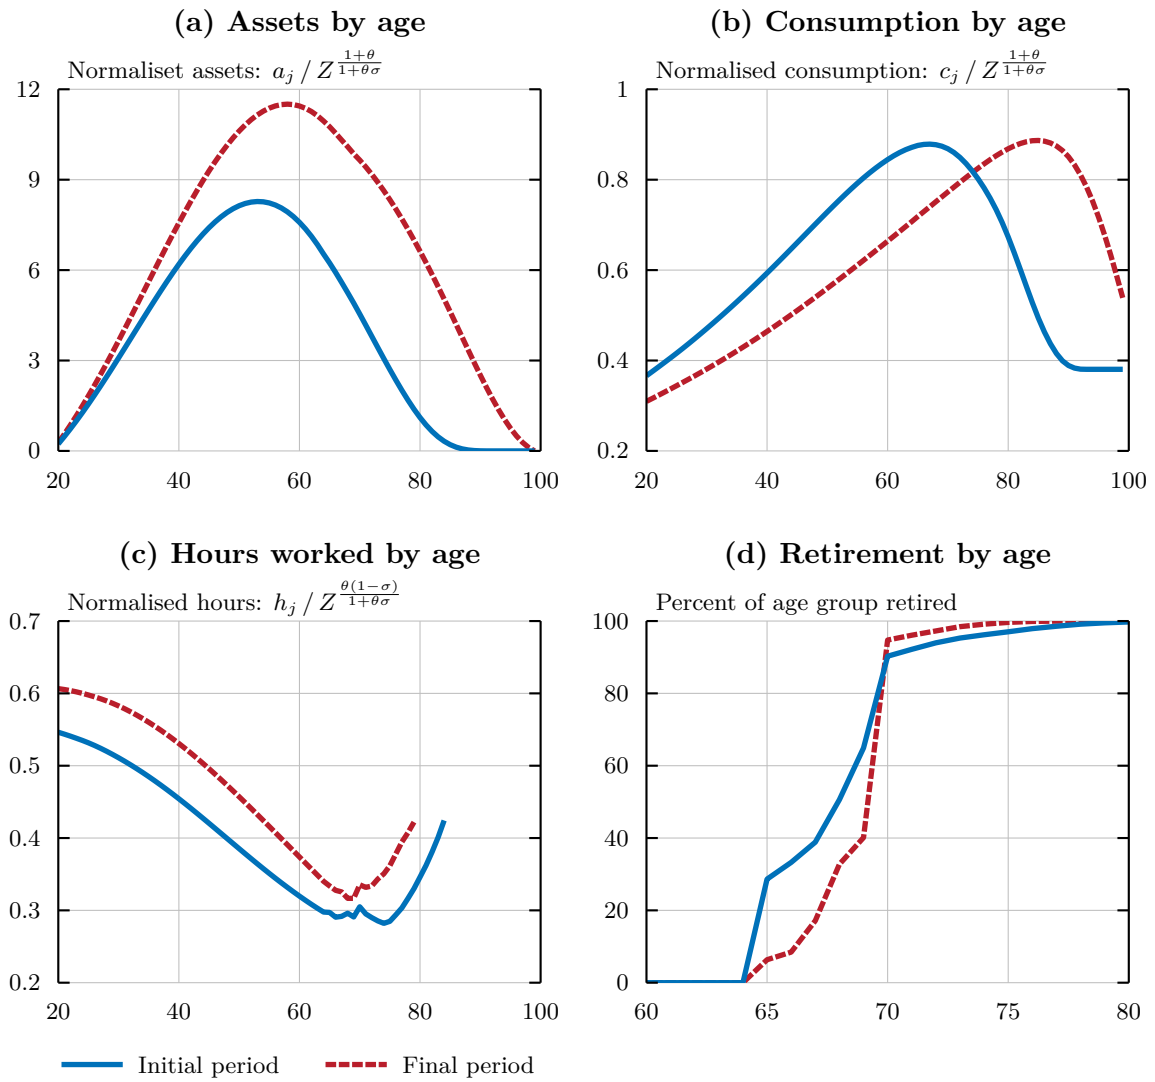 (a) Assets by age
Normaliset assets: a_j / Z^{\frac{1+θ}{1+θσ}}
12
9
6
3
0
20 40 60 80 100
(b) Consumption by age
Normalised consumption: c_j / Z^{\frac{1+θ}{1+θσ}}
1
0.8
0.6
0.4
0.2
20 40 60 80 100
(c) Hours worked by age
Normalised hours: h_j / Z^{\frac{θ(1−σ)}{1+θσ}}
0.7
0.6
0.5
0.4
0.3
0.2
20 40 60 80 100
(d) Retirement by age
Percent of age group retired
100
80
60
40
20
0
60 65 70 75 80
Initial period
Final period